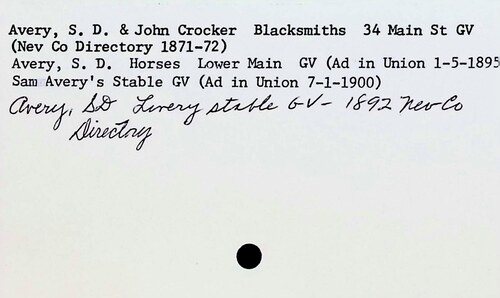 Avery, S. D. & John Crocker Blacksmiths 34 Main St GV
(Nev Co Directory 1871-72)
Avery, S. D. Horses Lower Main GV (Ad in Union 1-5-1895
Sam Avery's Stable GV (Ad in Union 7-1-1900)
Avery, SD Livery stable GV- 1892 Nev Co
Directory